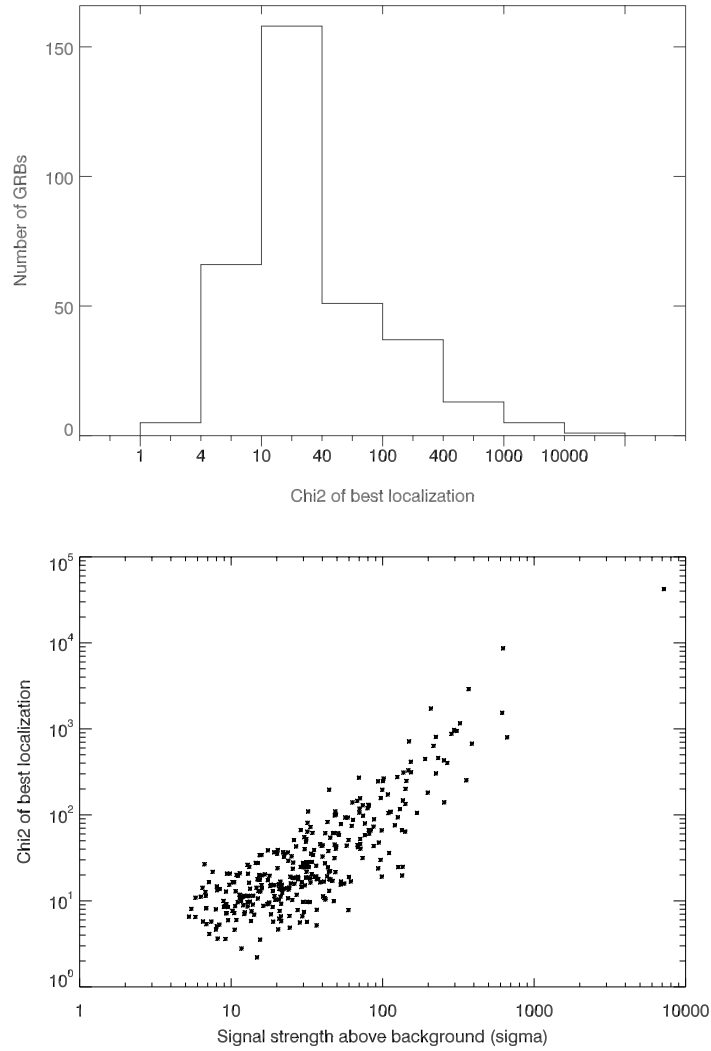 150
100
50
0
Number of GRBs
1 4 10 40 100 400 1000 10000
Chi2 of best localization
10^5
10^4
10^3
10^2
10^1
10^0
Chi2 of best localization
1 10 100 1000 10000
Signal strength above background (sigma)